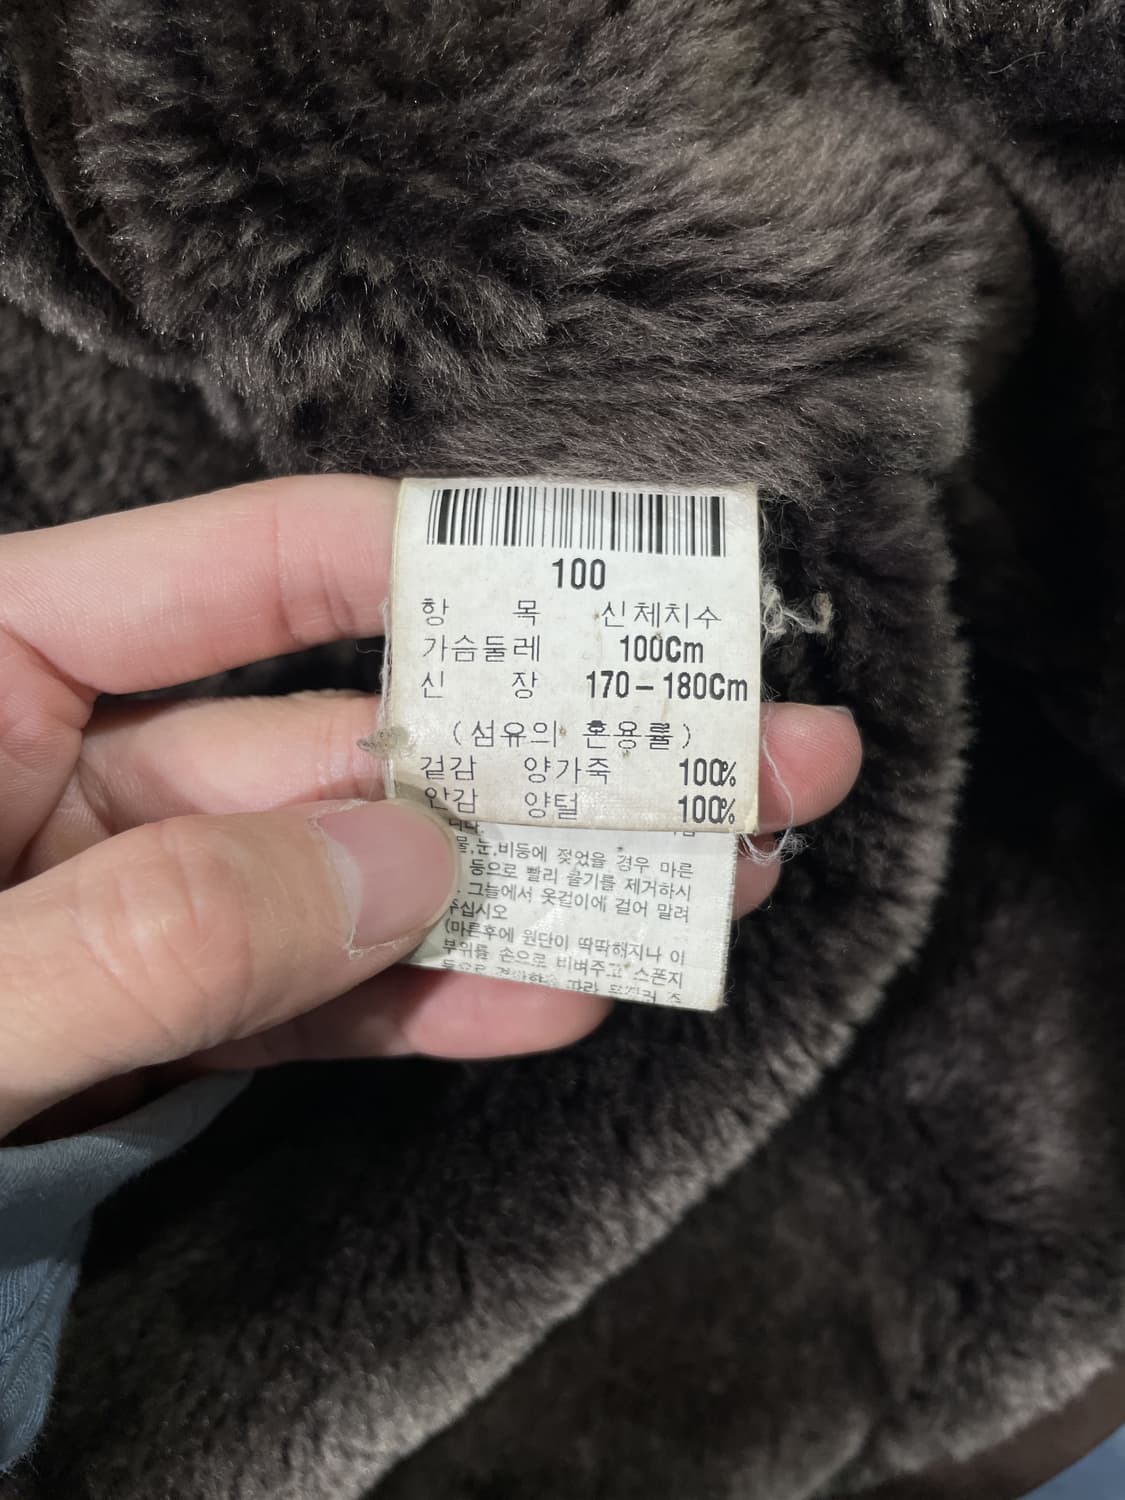 100
항 목 신체치수
가슴둘레 100Cm
신 장 170-180Cm
(섬유의 혼용률)
겉감 양가죽 100%
안감 양털 100%
니다.
물,눈,비등에 젖었을 경우 마른
등으로 빨리 물기를 제거하시
그늘에서 옷걸이에 걸어 말려
주십시오
(마른후에 원단이 딱딱해지나 이
부위를 손으로 비벼주고 스폰지
등으로